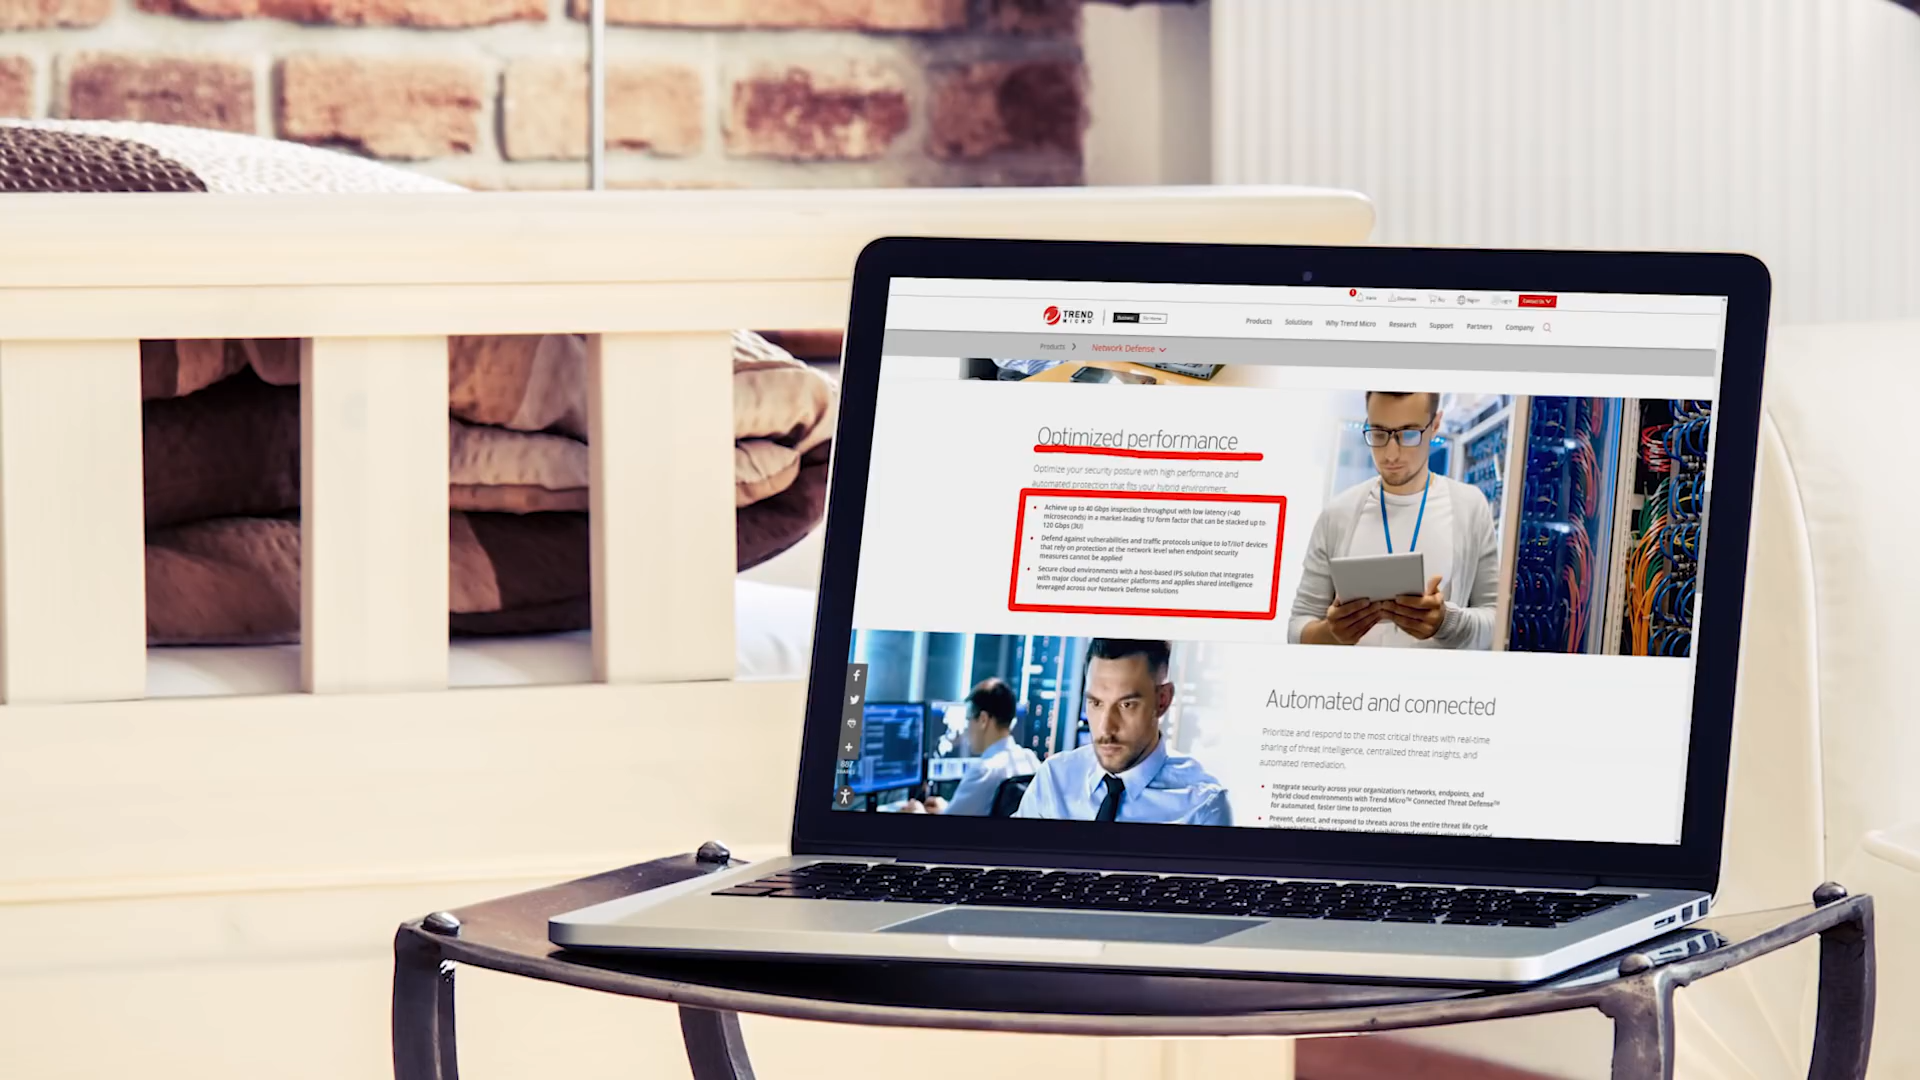 TREND
MICRO
Business
Contact Us
Products Solutions Why Trend Micro Research Support Partners Company
Products Network Defense
Optimized performance
Optimize your security posture with high performance and
automated protection that fits your hybrid environment.
Achieve up to 40 Gbps inspection throughput with low latency (<40
microseconds) in a market-leading 1U form factor that can be stacked up to
120 Gbps (3U)
Defend against vulnerabilities and traffic protocols unique to IoT/IIoT devices
that rely on protection at the network level when endpoint security
measures cannot be applied
Secure cloud environments with a host-based IPS solution that integrates
with major cloud and container platforms and applies shared intelligence
leveraged across our Network Defense solutions
887
SHARES
Automated and connected
Prioritize and respond to the most critical threats with real-time
sharing of threat intelligence, centralized threat insights, and
automated remediation.
Integrate security across your organization's networks, endpoints, and
hybrid cloud environments with Trend Micro™ Connected Threat Defense™
for automated, faster time to protection
Prevent, detect, and respond to threats across the entire threat life cycle